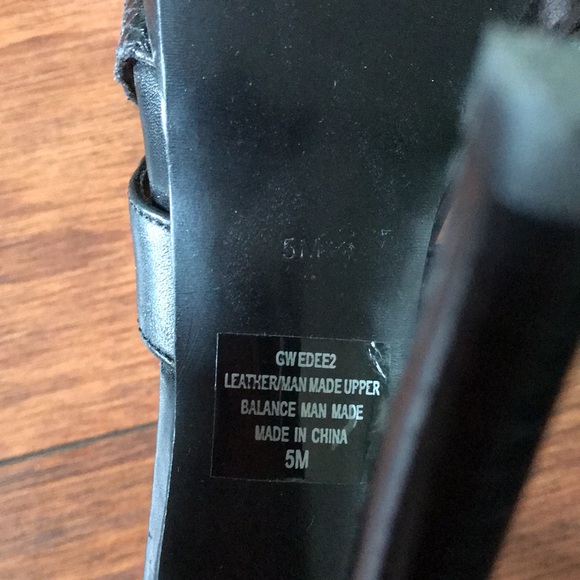 5M
GWEDEE2
LEATHER/MAN MADE UPPER
BALANCE MAN MADE
MADE IN CHINA
5M